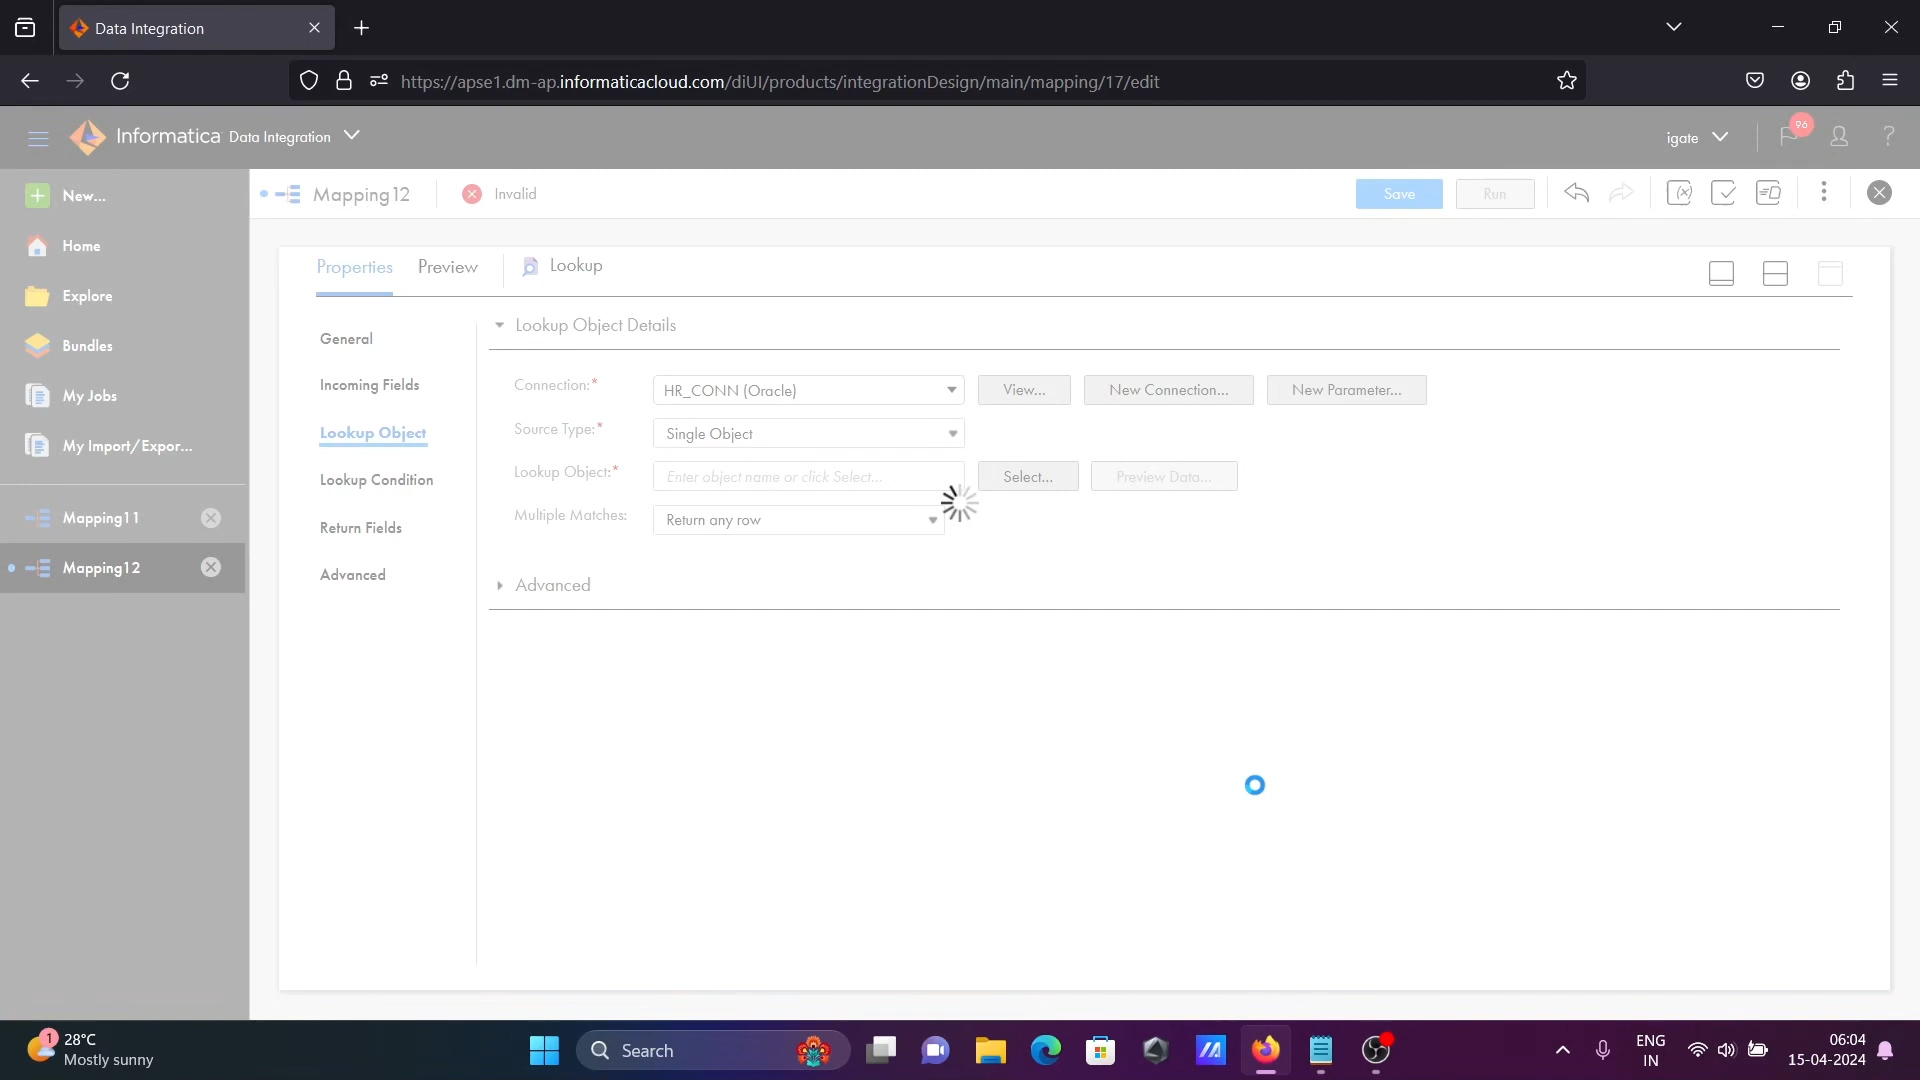 Data Integration
https://apse1.dm-ap.informaticacloud.com/diUI/products/integrationDesign/main/mapping/17/edit
Informatica Data Integration
igate
96
?
New...
Mapping12
Invalid
Save
Run
Home
Explore
Bundles
My Jobs
My Import/Expor...
Mapping11
Mapping12
Properties
Preview
Lookup
General
Incoming Fields
Lookup Object
Lookup Condition
Return Fields
Advanced
Lookup Object Details
Connection:*
HR_CONN (Oracle)
View...
New Connection...
New Parameter...
Source Type:*
Single Object
Lookup Object:*
Enter object name or click Select...
Select...
Preview Data...
Multiple Matches:
Return any row
Advanced
1
28°C
Mostly sunny
Search
ENG
IN
06:04
15-04-2024